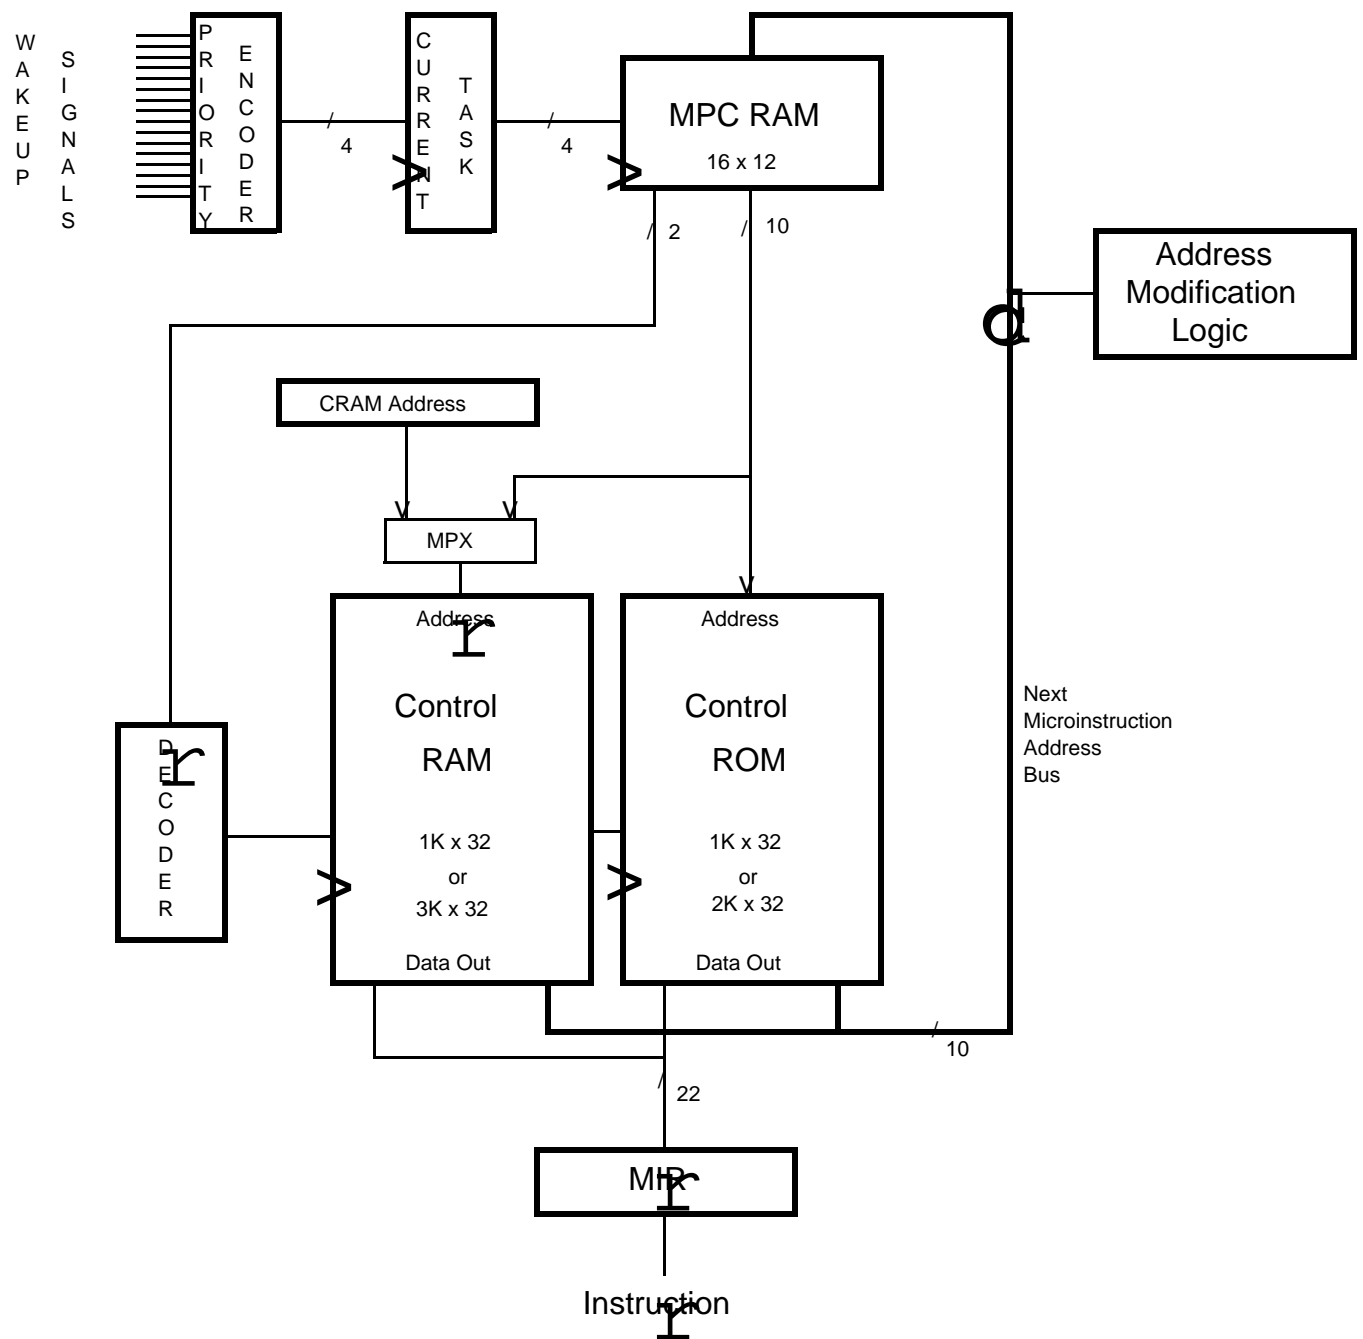 WAKEUP
SIGNALS
PRIORITY
ENCODER
4
CURRENT
TASK
4
MPC RAM
16 x 12
2
10
Address
Modification
Logic
CRAM Address
MPX
Address
Control
RAM
1K x 32
or
3K x 32
Data Out
Address
Control
ROM
1K x 32
or
2K x 32
Data Out
DECODER
Next
Microinstruction
Address
Bus
10
22
MIR
Instruction